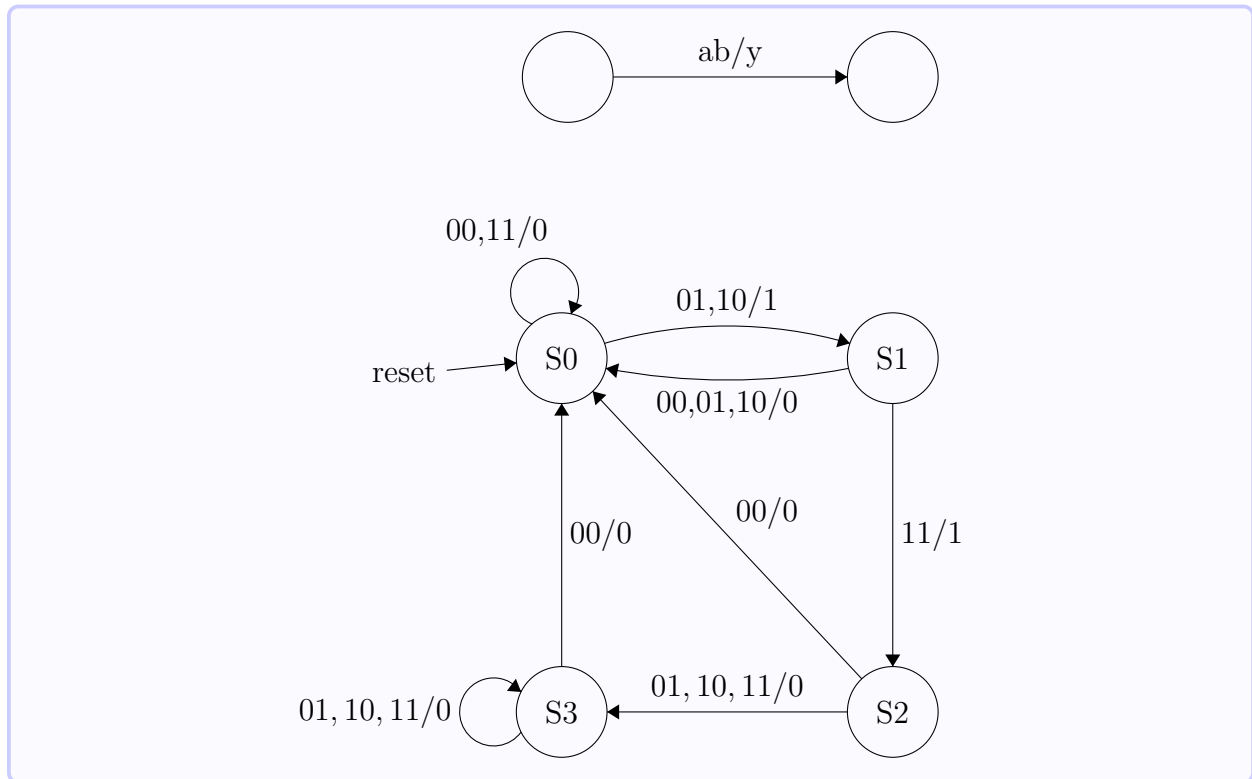 ab/y
00,11/0
01,10/1
S0
S1
reset
00,01,10/0
00/0
00/0
11/1
01, 10, 11/0
01, 10, 11/0
S3
S2